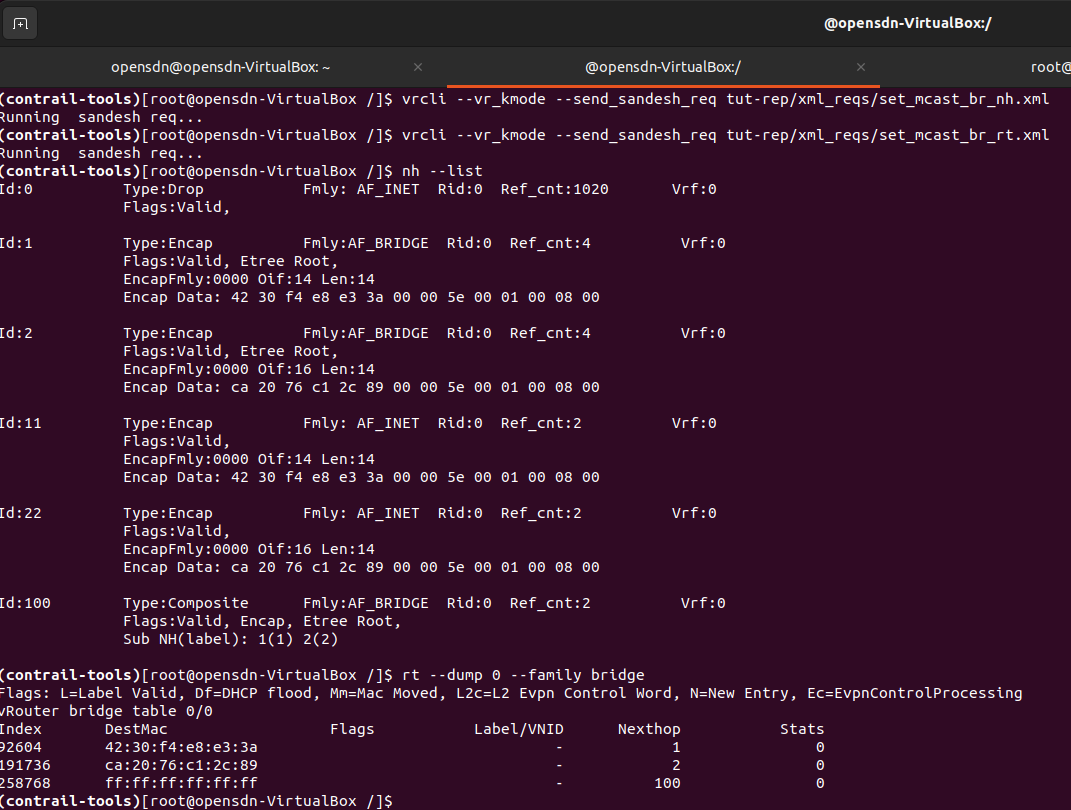 @opensdn-VirtualBox:/
opensdn@opensdn-VirtualBox: ~ × @opensdn-VirtualBox:/ × root@
(contrail-tools)[root@opensdn-VirtualBox /]$ vrcli --vr_kmode --send_sandesh_req tut-rep/xml_reqs/set_mcast_br_nh.xml
Running  sandesh req...
(contrail-tools)[root@opensdn-VirtualBox /]$ vrcli --vr_kmode --send_sandesh_req tut-rep/xml_reqs/set_mcast_br_rt.xml
Running  sandesh req...
(contrail-tools)[root@opensdn-VirtualBox /]$ nh --list
Id:0          Type:Drop           Fmly: AF_INET  Rid:0  Ref_cnt:1020       Vrf:0
              Flags:Valid,
Id:1          Type:Encap          Fmly:AF_BRIDGE  Rid:0  Ref_cnt:4          Vrf:0
              Flags:Valid, Etree Root,
              EncapFmly:0000 Oif:14 Len:14
              Encap Data: 42 30 f4 e8 e3 3a 00 00 5e 00 01 00 08 00
Id:2          Type:Encap          Fmly:AF_BRIDGE  Rid:0  Ref_cnt:4          Vrf:0
              Flags:Valid, Etree Root,
              EncapFmly:0000 Oif:16 Len:14
              Encap Data: ca 20 76 c1 2c 89 00 00 5e 00 01 00 08 00
Id:11         Type:Encap          Fmly: AF_INET  Rid:0  Ref_cnt:2          Vrf:0
              Flags:Valid,
              EncapFmly:0000 Oif:14 Len:14
              Encap Data: 42 30 f4 e8 e3 3a 00 00 5e 00 01 00 08 00
Id:22         Type:Encap          Fmly: AF_INET  Rid:0  Ref_cnt:2          Vrf:0
              Flags:Valid,
              EncapFmly:0000 Oif:16 Len:14
              Encap Data: ca 20 76 c1 2c 89 00 00 5e 00 01 00 08 00
Id:100        Type:Composite      Fmly:AF_BRIDGE  Rid:0  Ref_cnt:2          Vrf:0
              Flags:Valid, Encap, Etree Root,
              Sub NH(label): 1(1) 2(2)
(contrail-tools)[root@opensdn-VirtualBox /]$ rt --dump 0 --family bridge
Flags: L=Label Valid, Df=DHCP flood, Mm=Mac Moved, L2c=L2 Evpn Control Word, N=New Entry, Ec=EvpnControlProcessing
vRouter bridge table 0/0
Index       DestMac                  Flags           Label/VNID      Nexthop           Stats
92604       42:30:f4:e8:e3:3a                                 -            1               0
191736      ca:20:76:c1:2c:89                                 -            2               0
258768      ff:ff:ff:ff:ff:ff                                 -          100               0
(contrail-tools)[root@opensdn-VirtualBox /]$